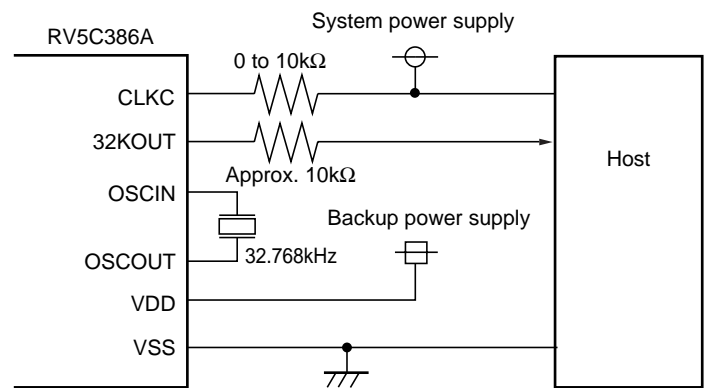 System power supply
RV5C386A
0 to 10kΩ
CLKC
32KOUT
Host
Approx. 10kΩ
OSCIN
Backup power supply
OSCOUT
32.768kHz
VDD
VSS